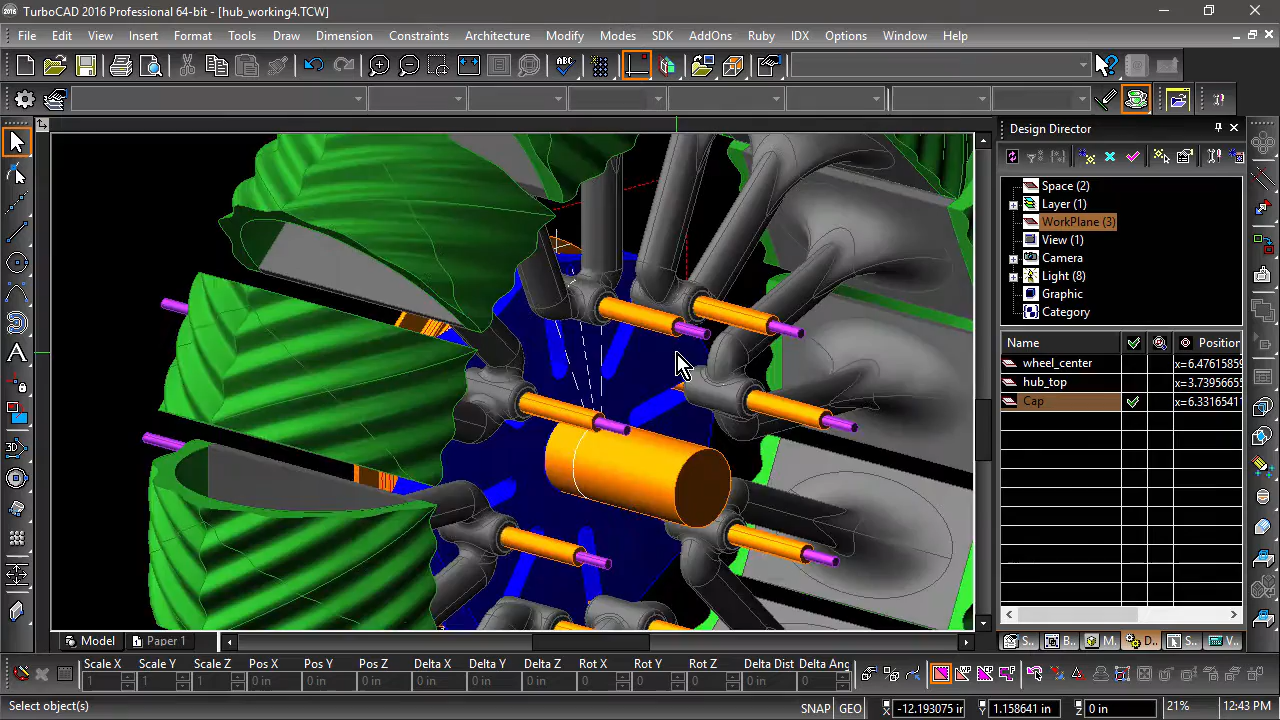 TurboCAD 2016 Professional 64-bit - [hub_working4.TCW]
File Edit View Insert Format Tools Draw Dimension Constraints Architecture Modify Modes SDK AddOns Ruby IDX Options Window Help
Design Director
Space (2)
Layer (1)
WorkPlane (3)
View (1)
Camera
Light (8)
Graphic
Category
Name Position
wheel_center x=6.47615859
hub_top x=3.73956655
Cap x=6.33165417
Model Paper 1
S... B... M... D... S... V...
Scale X Scale Y Scale Z Pos X Pos Y Pos Z Delta X Delta Y Delta Z Rot X Rot Y Rot Z Delta Dist Delta Ang
1 1 1 0 in 0 in 0 in 0 in 0 in 0 in 0 0 0 0 in 0
Select object(s) SNAP GEO X -12.193075 in Y 1.158641 in Z 0 in 21% 12:43 PM